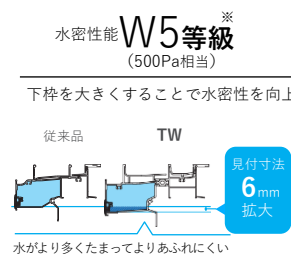 水密性能W5等級※
(500Pa相当)
下枠を大きくすることで水密性を向上
従来品
TW
見付寸法
6mm
拡大
水がより多くたまってよりあふれにくい